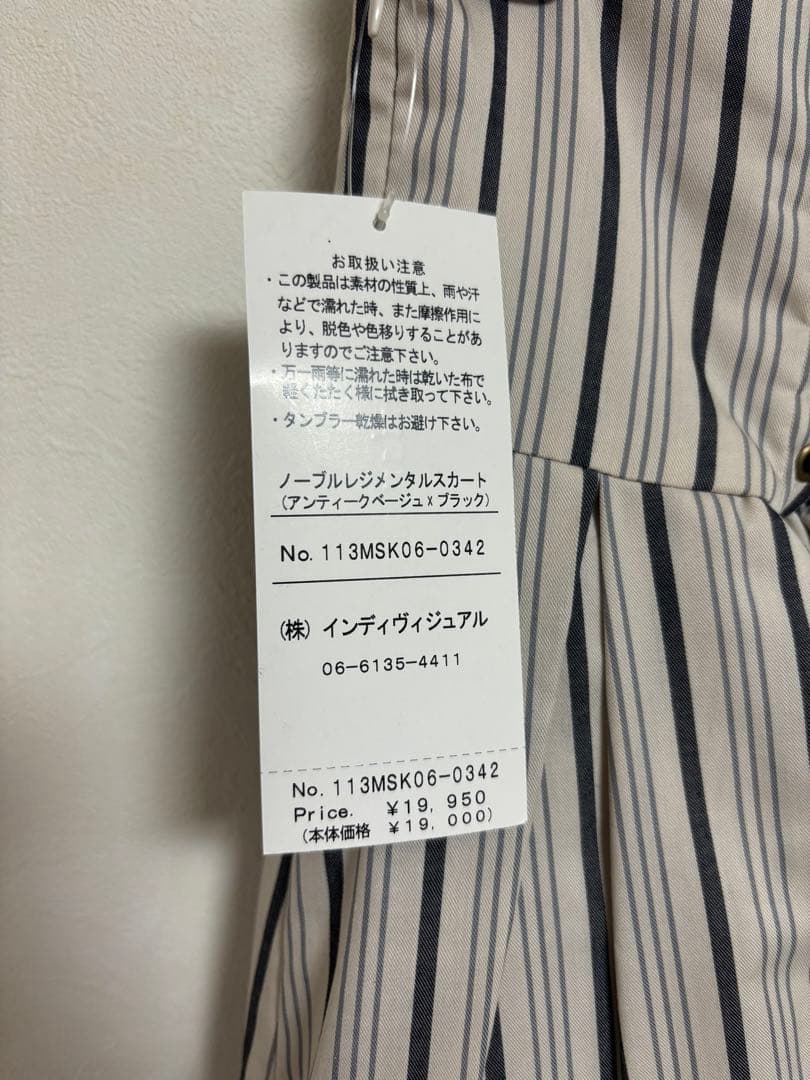 お取扱い注意
・この製品は素材の性質上、雨や汗
などで濡れた時、また摩擦作用に
より、脱色や色移りすることがあ
りますのでご注意下さい。
・万一雨等に濡れた時は乾いた布で
軽くたたく様に拭き取って下さい。
・タンブラー乾燥はお避け下さい。
ノーブルレジメンタルスカート
(アンティークベージュ x ブラック)
No. 113MSK06-0342
(株) インディヴィジュアル
06-6135-4411
No. 113MSK06-0342
Price. ¥19, 950
(本体価格 ¥19, 000)